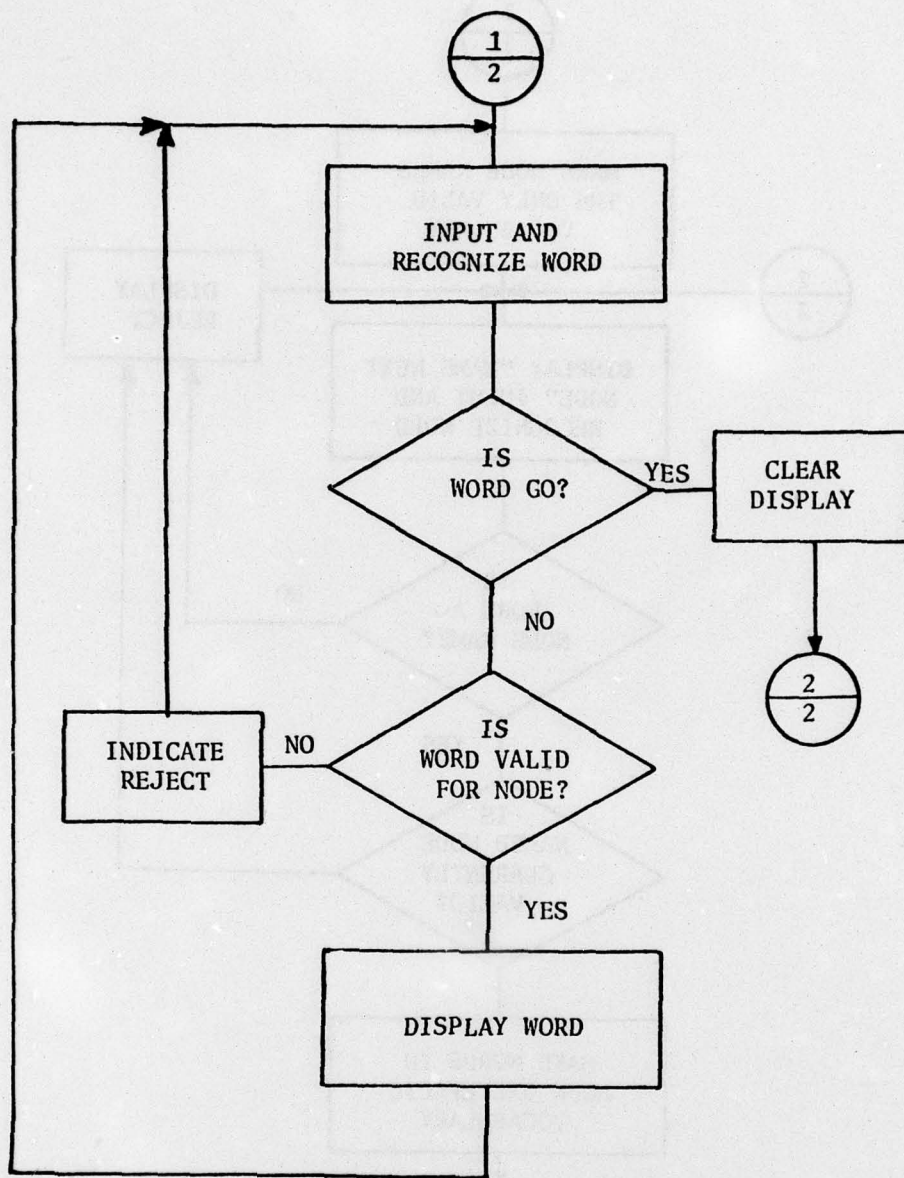 1
2
INPUT AND
RECOGNIZE WORD
IS
WORD GO?
YES
CLEAR
DISPLAY
NO
2
2
IS
WORD VALID
FOR NODE?
NO
INDICATE
REJECT
YES
DISPLAY WORD